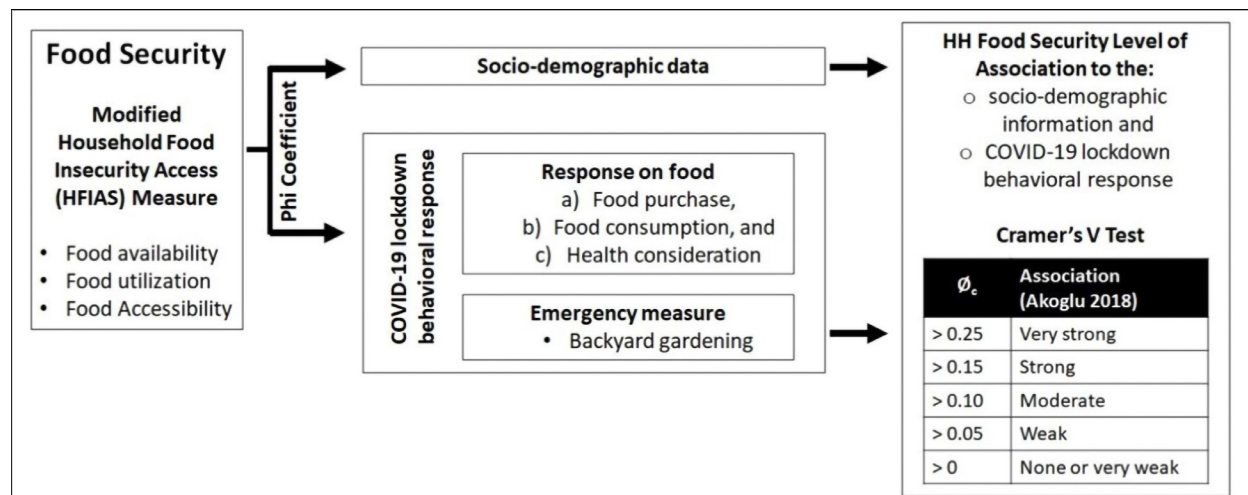 Food Security
Modified
Household Food
Insecurity Access
(HFIAS) Measure
• Food availability
• Food utilization
• Food Accessibility
Phi Coefficient
Socio-demographic data
COVID-19 lockdown
behavioral response
Response on food
a) Food purchase,
b) Food consumption, and
c) Health consideration
Emergency measure
• Backyard gardening
HH Food Security Level of
Association to the:
o socio-demographic
information and
o COVID-19 lockdown
behavioral response
Cramer's V Test
Ø_c Association
(Akoglu 2018)
> 0.25 Very strong
> 0.15 Strong
> 0.10 Moderate
> 0.05 Weak
> 0 None or very weak